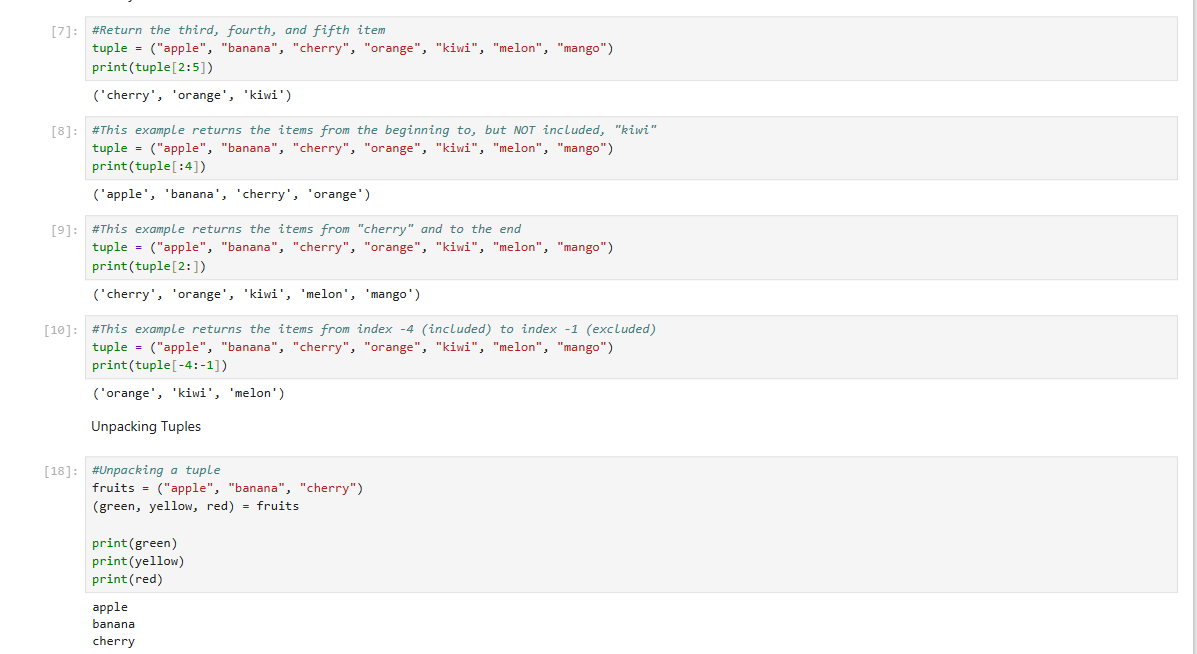 [7]: #Return the third, fourth, and fifth item
tuple = ("apple", "banana", "cherry", "orange", "kiwi", "melon", "mango")
print(tuple[2:5])
('cherry', 'orange', 'kiwi')
[8]: #This example returns the items from the beginning to, but NOT included, "kiwi"
tuple = ("apple", "banana", "cherry", "orange", "kiwi", "melon", "mango")
print(tuple[:4])
('apple', 'banana', 'cherry', 'orange')
[9]: #This example returns the items from "cherry" and to the end
tuple = ("apple", "banana", "cherry", "orange", "kiwi", "melon", "mango")
print(tuple[2:])
('cherry', 'orange', 'kiwi', 'melon', 'mango')
[10]: #This example returns the items from index -4 (included) to index -1 (excluded)
tuple = ("apple", "banana", "cherry", "orange", "kiwi", "melon", "mango")
print(tuple[-4:-1])
('orange', 'kiwi', 'melon')
Unpacking Tuples
[18]: #Unpacking a tuple
fruits = ("apple", "banana", "cherry")
(green, yellow, red) = fruits
print(green)
print(yellow)
print(red)
apple
banana
cherry